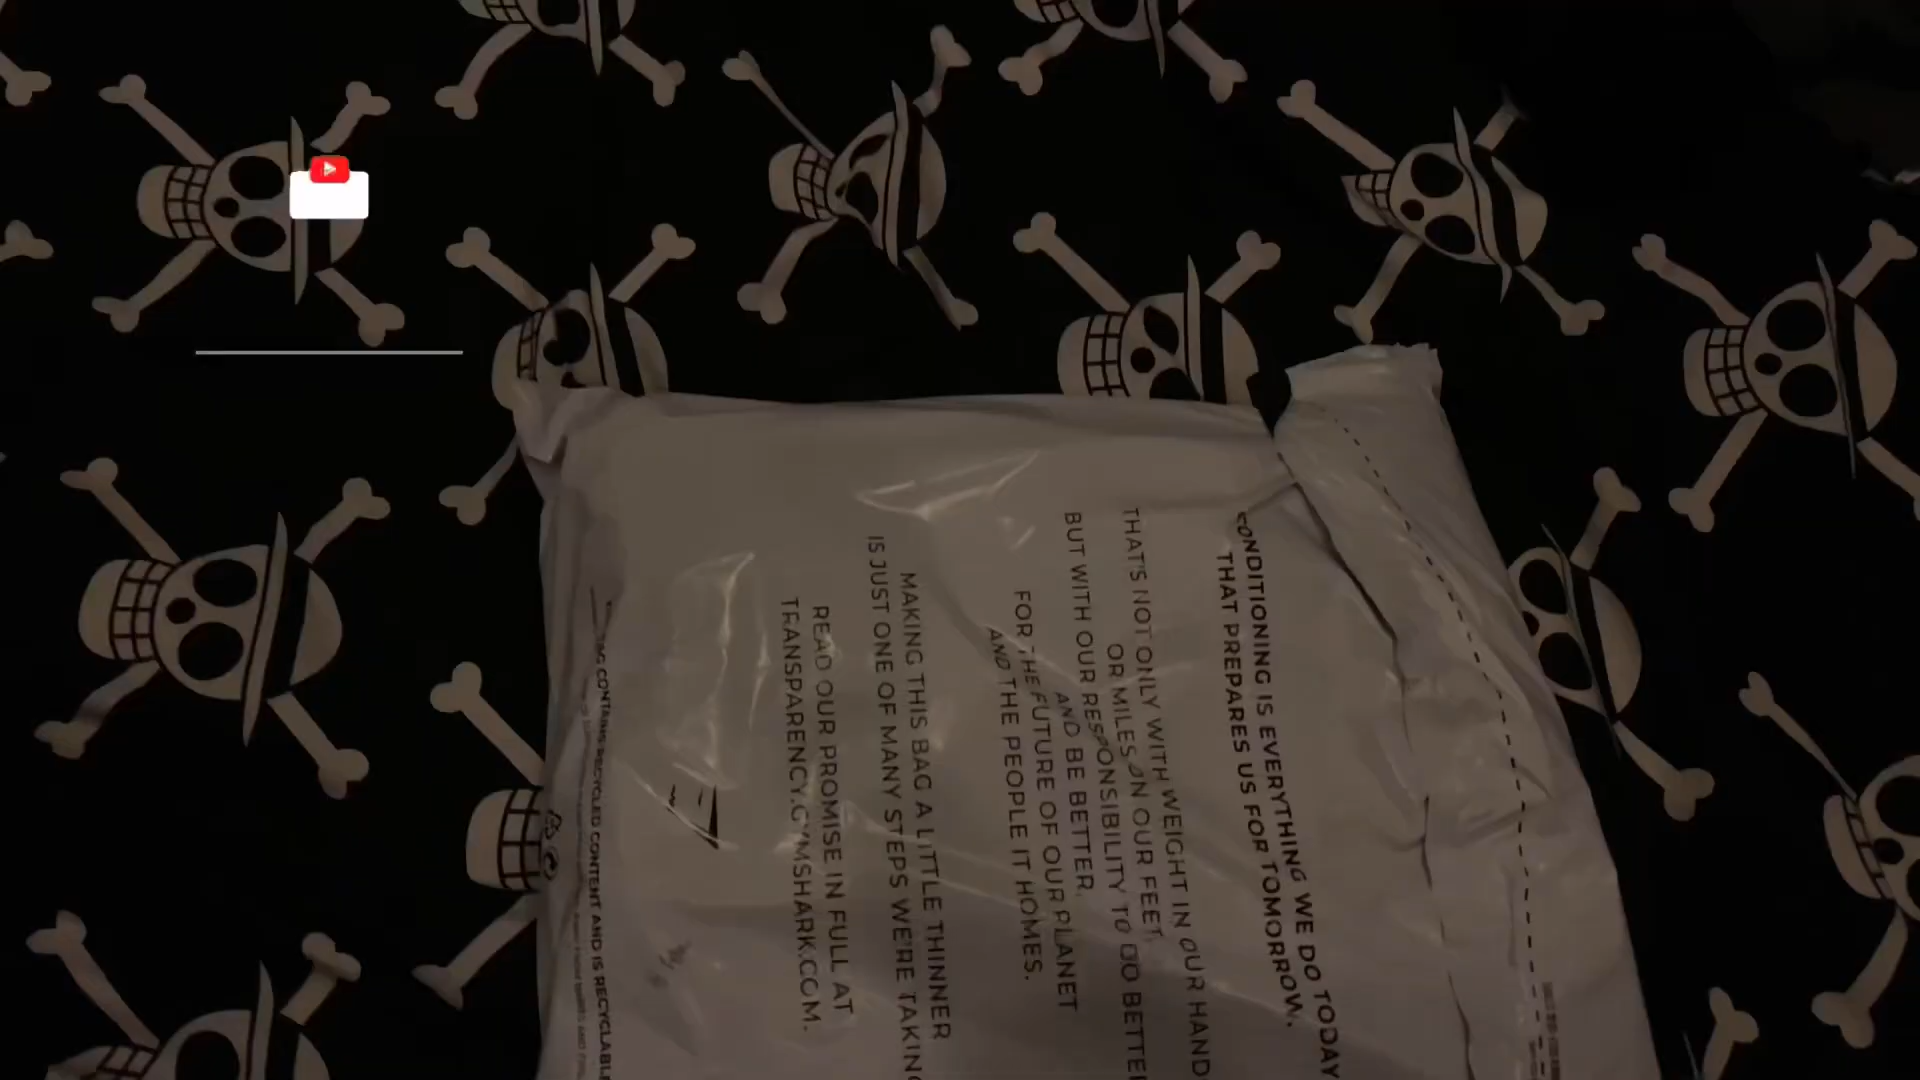 CONDITIONING IS EVERYTHING WE DO TODAY
THAT PREPARES US FOR TOMORROW.
THAT'S NOT ONLY WITH WEIGHT IN OUR HAND
OR MILES ON OUR FEET,
BUT WITH OUR RESPONSIBILITY TO DO BETTER
AND BE BETTER.
FOR THE FUTURE OF OUR PLANET
AND THE PEOPLE IT HOMES.
MAKING THIS BAG A LITTLE THINNER
IS JUST ONE OF MANY STEPS WE'RE TAKING
READ OUR PROMISE IN FULL AT
TRANSPARENCY.GYMSHARK.COM.
BAG CONTAINS RECYCLED CONTENT AND IS RECYCLABLE